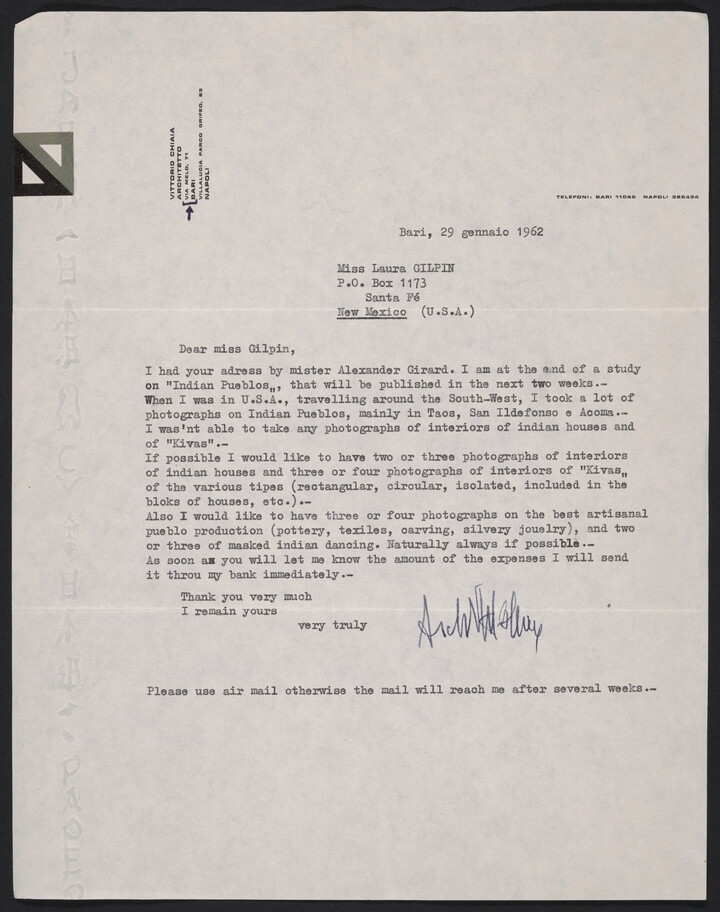 VITTORIO CHIAIA
ARCHITETTO
VIA MELO, 71
BARI
VILLALUCIA PARCO GRIFEO, 63
NAPOLI
TELEFONI: BARI 11045 NAPOLI 385434
Bari, 29 gennaio 1962
Miss Laura GILPIN
P.O. Box 1173
Santa Fé
New Mexico (U.S.A.)
Dear miss Gilpin,
I had your adress by mister Alexander Girard. I am at the end of a study
on "Indian Pueblos„, that will be published in the next two weeks.-
When I was in U.S.A., travelling around the South-West, I took a lot of
photographs on Indian Pueblos, mainly in Taos, San Ildefonso e Acoma.-
I was'nt able to take any photographs of interiors of indian houses and
of "Kivas".-
If possible I would like to have two or three photographs of interiors
of indian houses and three or four photographs of interiors of "Kivas„
of the various tipes (rectangular, circular, isolated, included in the
bloks of houses, etc.).-
Also I would like to have three or four photographs on the best artisanal
pueblo production (pottery, texiles, carving, silvery jouelry), and two
or three of masked indian dancing. Naturally always if possible.-
As soon as you will let me know the amount of the expenses I will send
it throu my bank immediately.-
Thank you very much
I remain yours
very truly
Please use air mail otherwise the mail will reach me after several weeks.-